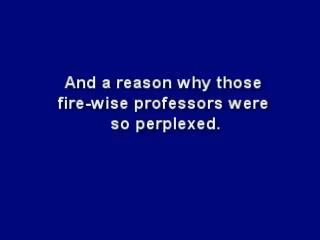 And a reason why those
fire-wise professors were
so perplexed.